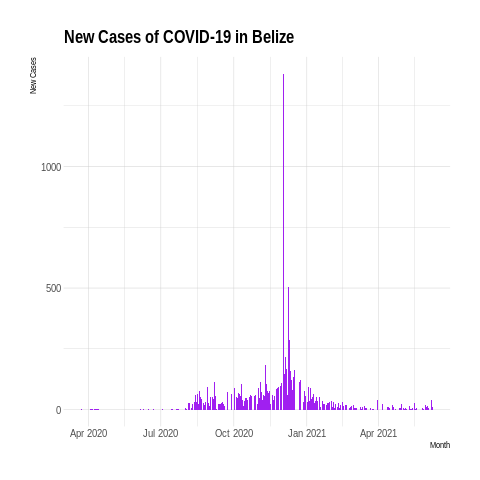 New Cases of COVID-19 in Belize
New Cases
1000
500
0
Apr 2020 Jul 2020 Oct 2020 Jan 2021 Apr 2021
Month